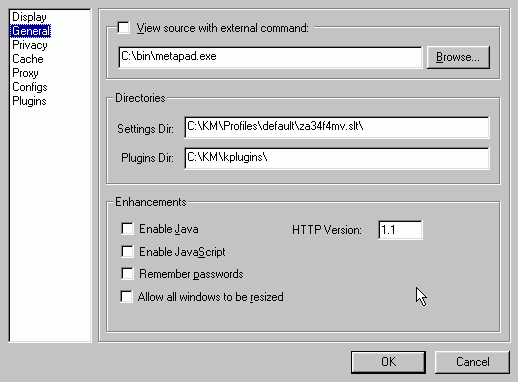 Display
General
Privacy
Cache
Proxy
Configs
Plugins
View source with external command:
C:\bin\metapad.exe
Browse...
Directories
Settings Dir: C:\KM\Profiles\default\za34f4mv.slt\
Plugins Dir: C:\KM\kplugins\
Enhancements
Enable Java
HTTP Version: 1.1
Enable JavaScript
Remember passwords
Allow all windows to be resized
OK
Cancel